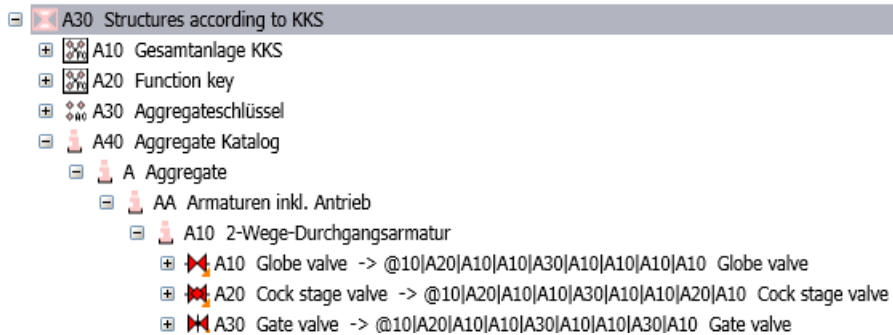 A30 Structures according to KKS
A10 Gesamtanlage KKS
A20 Function key
A30 Aggregateschlüssel
A40 Aggregate Katalog
A Aggregate
AA Armaturen inkl. Antrieb
A10 2-Wege-Durchgangsarmatur
A10 Globe valve -> @10|A20|A10|A10|A30|A10|A10|A10|A10 Globe valve
A20 Cock stage valve -> @10|A20|A10|A10|A30|A10|A10|A20|A10 Cock stage valve
A30 Gate valve -> @10|A20|A10|A10|A30|A10|A10|A30|A10 Gate valve